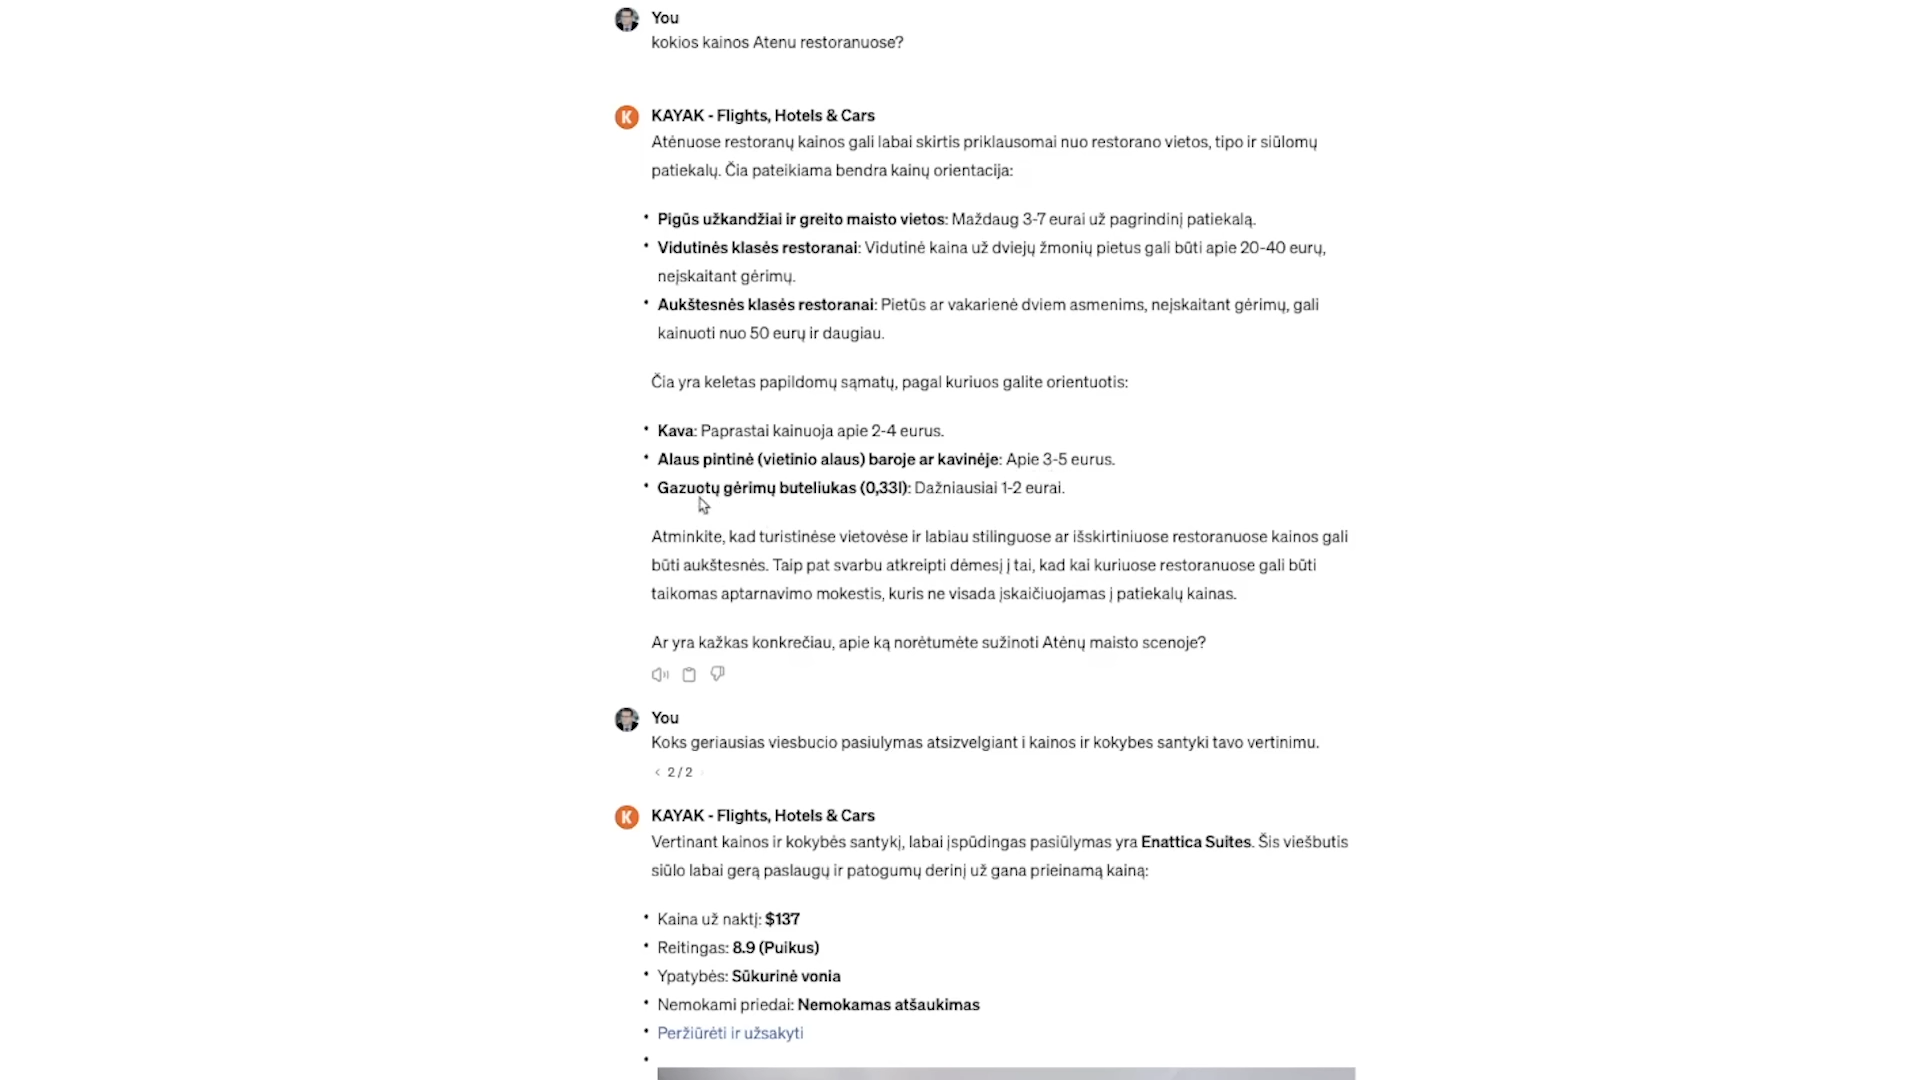 You
kokios kainos Atenu restoranuose?
K
KAYAK - Flights, Hotels & Cars
Atėnuose restoranų kainos gali labai skirtis priklausomai nuo restorano vietos, tipo ir siūlomų
patiekalų. Čia pateikiama bendra kainų orientacija:
• Pigūs užkandžiai ir greito maisto vietos: Maždaug 3-7 eurai už pagrindinį patiekalą.
• Vidutinės klasės restoranai: Vidutinė kaina už dviejų žmonių pietus gali būti apie 20-40 eurų,
neįskaitant gėrimų.
• Aukštesnės klasės restoranai: Pietūs ar vakarienė dviem asmenims, neįskaitant gėrimų, gali
kainuoti nuo 50 eurų ir daugiau.
Čia yra keletas papildomų sąmatų, pagal kuriuos galite orientuotis:
• Kava: Paprastai kainuoja apie 2-4 eurus.
• Alaus pintinė (vietinio alaus) baroje ar kavinėje: Apie 3-5 eurus.
• Gazuotų gėrimų buteliukas (0,33l): Dažniausiai 1-2 eurai.
Atminkite, kad turistinėse vietovėse ir labiau stilinguose ar išskirtiniuose restoranuose kainos gali
būti aukštesnės. Taip pat svarbu atkreipti dėmesį į tai, kad kai kuriuose restoranuose gali būti
taikomas aptarnavimo mokestis, kuris ne visada įskaičiuojamas į patiekalų kainas.
Ar yra kažkas konkrečiau, apie ką norėtumėte sužinoti Atėnų maisto scenoje?
You
Koks geriausias viesbucio pasiulymas atsizvelgiant i kainos ir kokybes santyki tavo vertinimu.
< 2 / 2
K
KAYAK - Flights, Hotels & Cars
Vertinant kainos ir kokybės santykį, labai įspūdingas pasiūlymas yra Enattica Suites. Šis viešbutis
siūlo labai gerą paslaugų ir patogumų derinį už gana prieinamą kainą:
• Kaina už naktį: $137
• Reitingas: 8.9 (Puikus)
• Ypatybės: Sūkurinė vonia
• Nemokami priedai: Nemokamas atšaukimas
• Peržiūrėti ir užsakyti